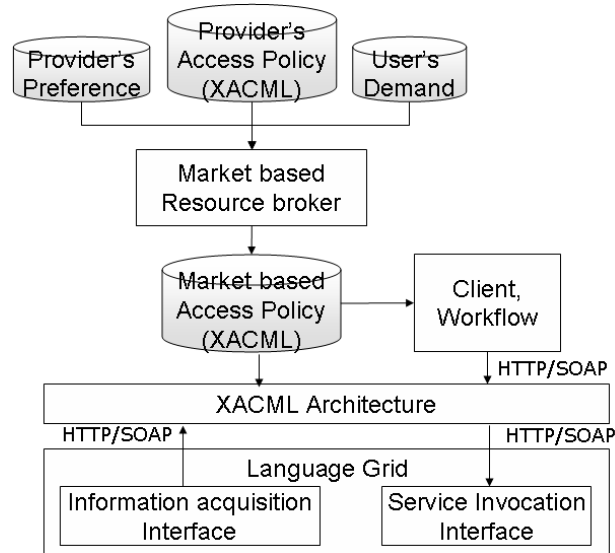 Provider's
Access Policy
(XACML)
Provider's
Preference
User's
Demand
Market based
Resource broker
Market based
Access Policy
(XACML)
Client,
Workflow
HTTP/SOAP
XACML Architecture
HTTP/SOAP
HTTP/SOAP
Language Grid
Information acquisition
Interface
Service Invocation
Interface